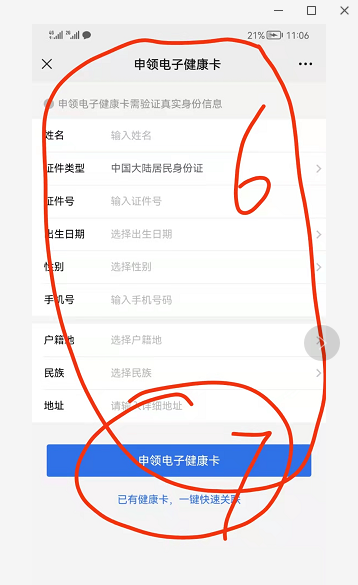 4G 2G 21% 11:06
申领电子健康卡
申领电子健康卡需验证真实身份信息
姓名 输入姓名
证件类型 中国大陆居民身份证
证件号 输入证件号
出生日期 选择出生日期
性别 选择性别
手机号 输入手机号码
户籍地 选择户籍地
民族 选择民族
地址 请输入详细地址
申领电子健康卡
已有健康卡，一键快速关联
6
7